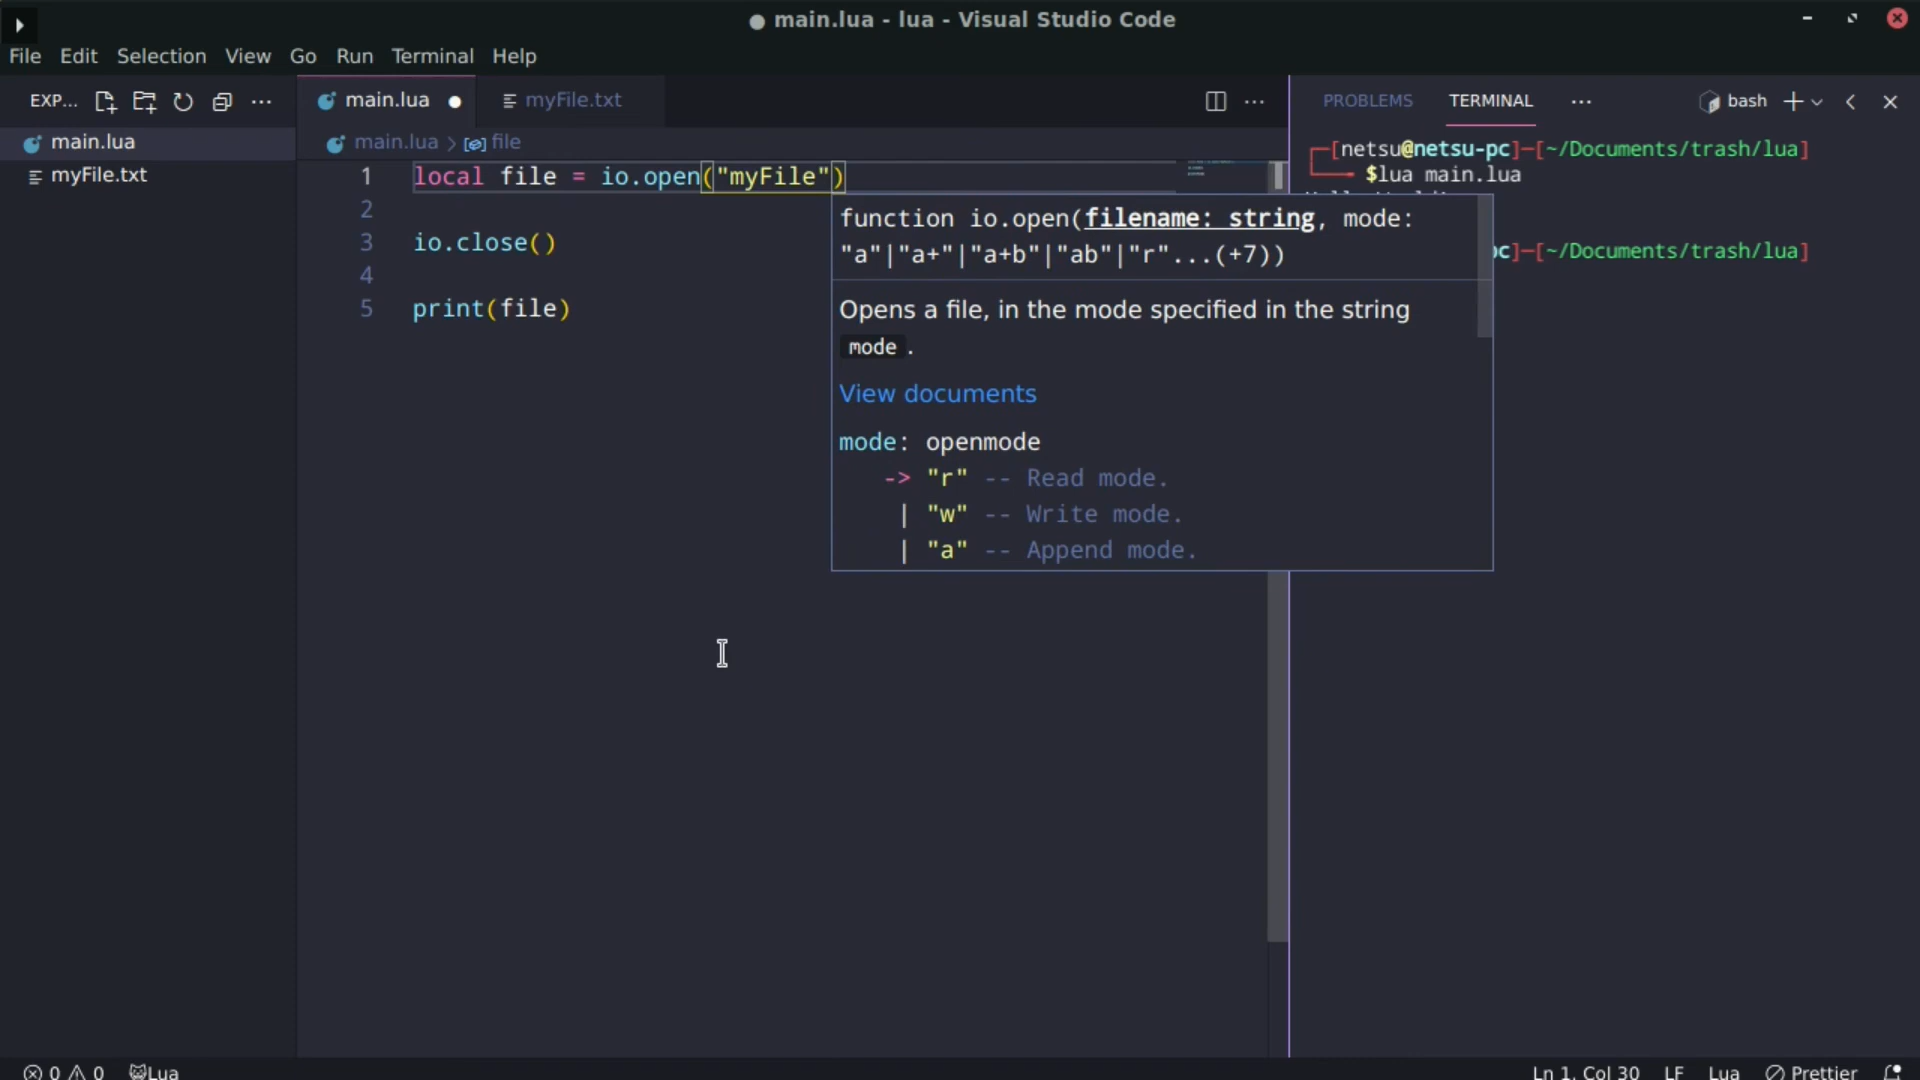 ● main.lua - lua - Visual Studio Code
File Edit Selection View Go Run Terminal Help
EXP...
main.lua
myFile.txt
main.lua ● myFile.txt
main.lua > file
1 local file = io.open("myFile")
2
3 io.close()
4
5 print(file)
function io.open(filename: string, mode:
"a"|"a+"|"a+b"|"ab"|"r"...(+7))
Opens a file, in the mode specified in the string
mode .
View documents
mode: openmode
-> "r" -- Read mode.
| "w" -- Write mode.
| "a" -- Append mode.
PROBLEMS TERMINAL ... bash
[netsu@netsu-pc]-[~/Documents/trash/lua]
$lua main.lua
pc]-[~/Documents/trash/lua]
0 0 Lua
Ln 1, Col 30 LF Lua Prettier